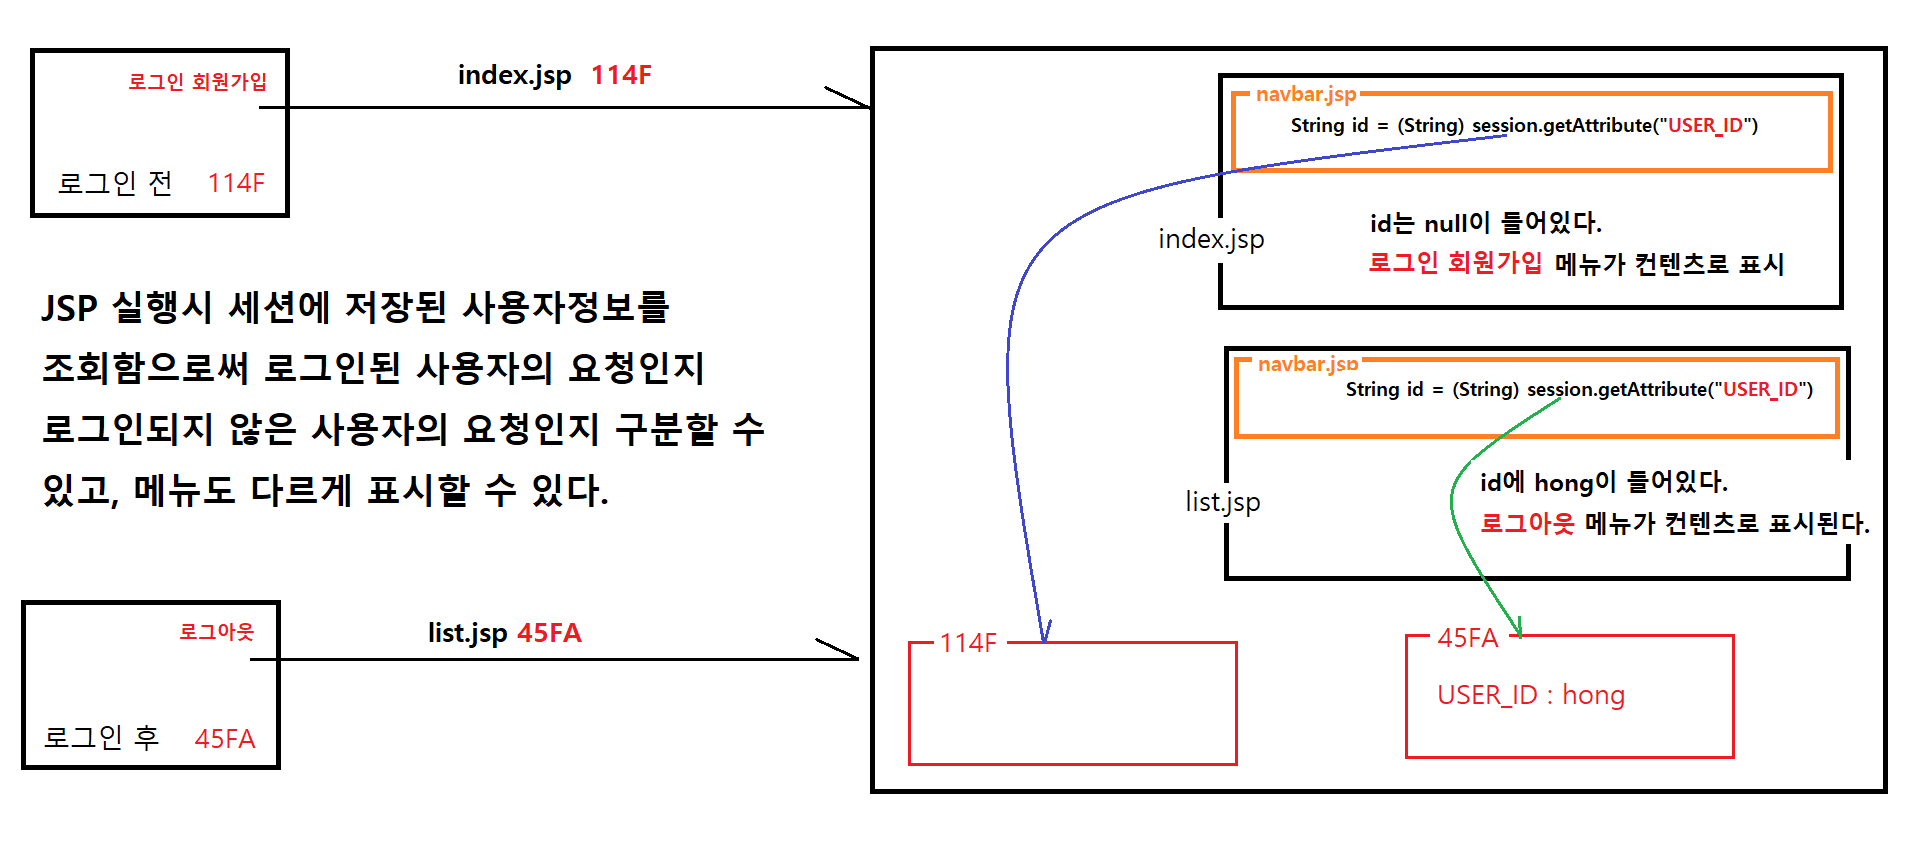 로그인 회원가입
로그인 전 114F
index.jsp 114F
JSP 실행시 세션에 저장된 사용자정보를
조회함으로써 로그인된 사용자의 요청인지
로그인되지 않은 사용자의 요청인지 구분할 수
있고, 메뉴도 다르게 표시할 수 있다.
로그아웃
로그인 후 45FA
list.jsp 45FA
navbar.jsp
String id = (String) session.getAttribute("USER_ID")
index.jsp
id는 null이 들어있다.
로그인 회원가입 메뉴가 컨텐츠로 표시
navbar.jsp
String id = (String) session.getAttribute("USER_ID")
list.jsp
id에 hong이 들어있다.
로그아웃 메뉴가 컨텐츠로 표시된다.
114F
45FA
USER_ID : hong